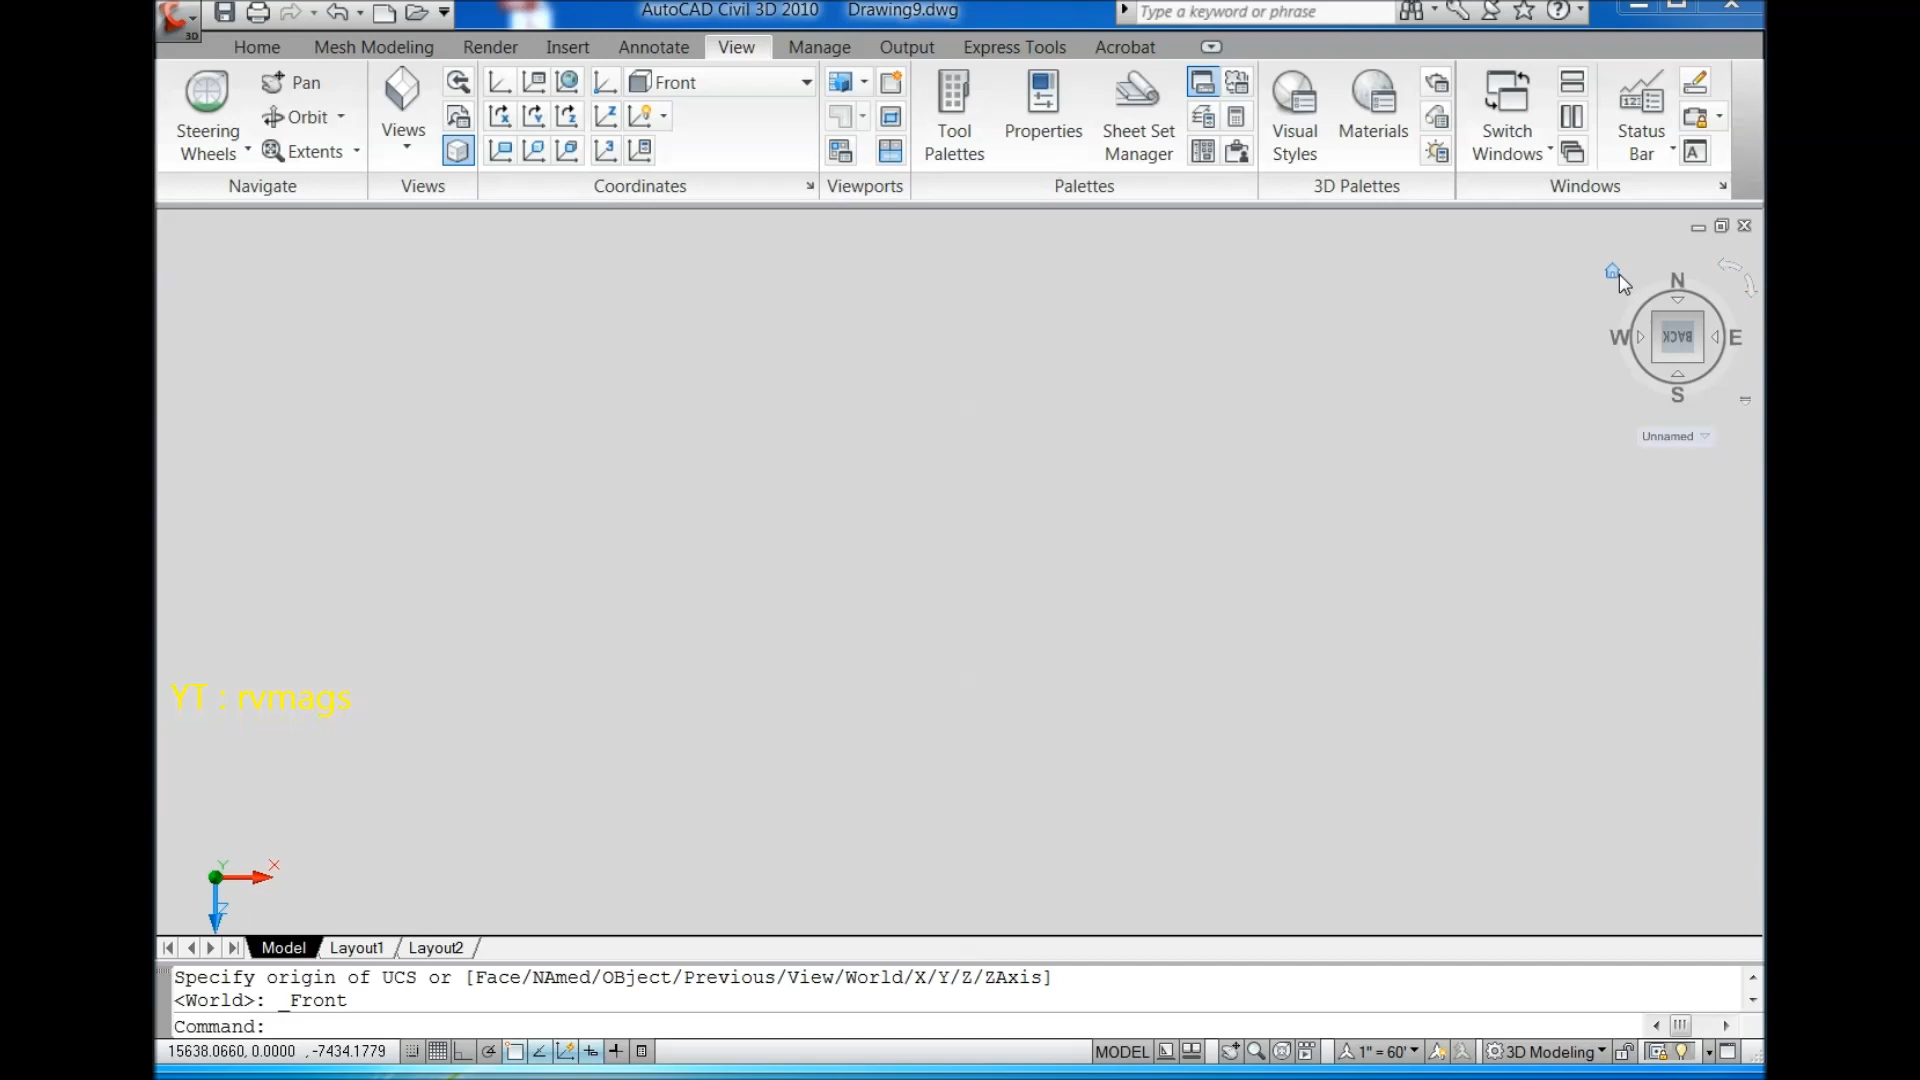 AutoCAD Civil 3D 2010 Drawing9.dwg
Type a keyword or phrase
3D
Home Mesh Modeling Render Insert Annotate View Manage Output Express Tools Acrobat
Pan
Orbit
Extents
Steering
Wheels
Views
Front
Tool
Palettes
Properties
Sheet Set
Manager
Visual
Styles
Materials
Switch
Windows
Status
Bar
Navigate Views Coordinates Viewports Palettes 3D Palettes Windows
N
W BACK E
S
Unnamed
YT : rvmags
Y X
Z
Model Layout1 Layout2
Specify origin of UCS or [Face/NAmed/OBject/Previous/View/World/X/Y/Z/ZAxis]
<World>: _Front
Command:
15638.0660, 0.0000 , -7434.1779 MODEL 1" = 60' 3D Modeling